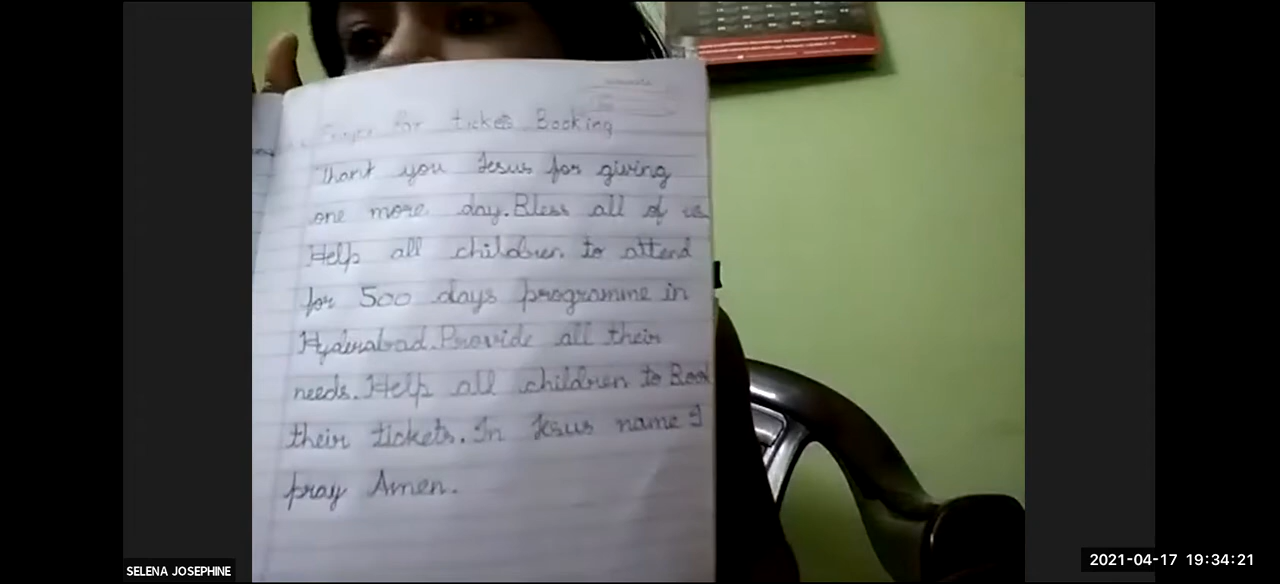 for ticket Booking
Thank you Jesus for giving
one more day. Bless all of us
Help all children to attend
for 500 days programme in
Hyderabad. Provide all their
needs. Help all children to Book
their tickets. In Jesus name I
pray Amen.
SELENA JOSEPHINE
2021-04-17 19:34:21